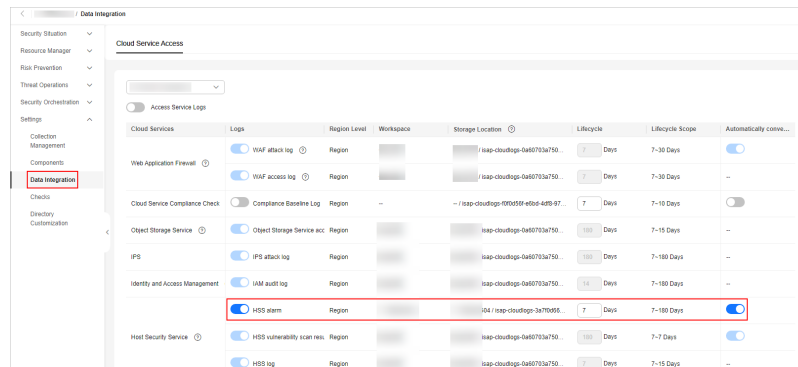 / Data Integration
Security Situation
Resource Manager
Risk Prevention
Threat Operations
Security Orchestration
Settings
Collection
Management
Components
Data Integration
Checks
Directory
Customization
Cloud Service Access
Access Service Logs
Cloud Services Logs Region Level Workspace Storage Location Lifecycle Lifecycle Scope Automatically conve...
Web Application Firewall
WAF attack log Region / isap-cloudlogs-0a60703a750... 7 Days 7~30 Days
WAF access log Region / isap-cloudlogs-0a60703a750... 7 Days 7~30 Days --
Cloud Service Compliance Check Compliance Baseline Log Region -- -- / isap-cloudlogs-f0f0d56f-e6bd-4df8-97... 7 Days 7~10 Days
Object Storage Service Object Storage Service acc Region isap-cloudlogs-0a60703a750... 180 Days 7~15 Days --
IPS IPS attack log Region isap-cloudlogs-0a60703a750... 180 Days 7~180 Days --
Identity and Access Management IAM audit log Region isap-cloudlogs-0a60703a750... 14 Days 7~180 Days --
HSS alarm Region 504 / isap-cloudlogs-3a7f0d66... 7 Days 7~180 Days
Host Security Service
HSS vulnerability scan resu Region isap-cloudlogs-0a60703a750... 180 Days 7~7 Days
HSS log Region isap-cloudlogs-0a60703a750... 7 Days 7~15 Days --